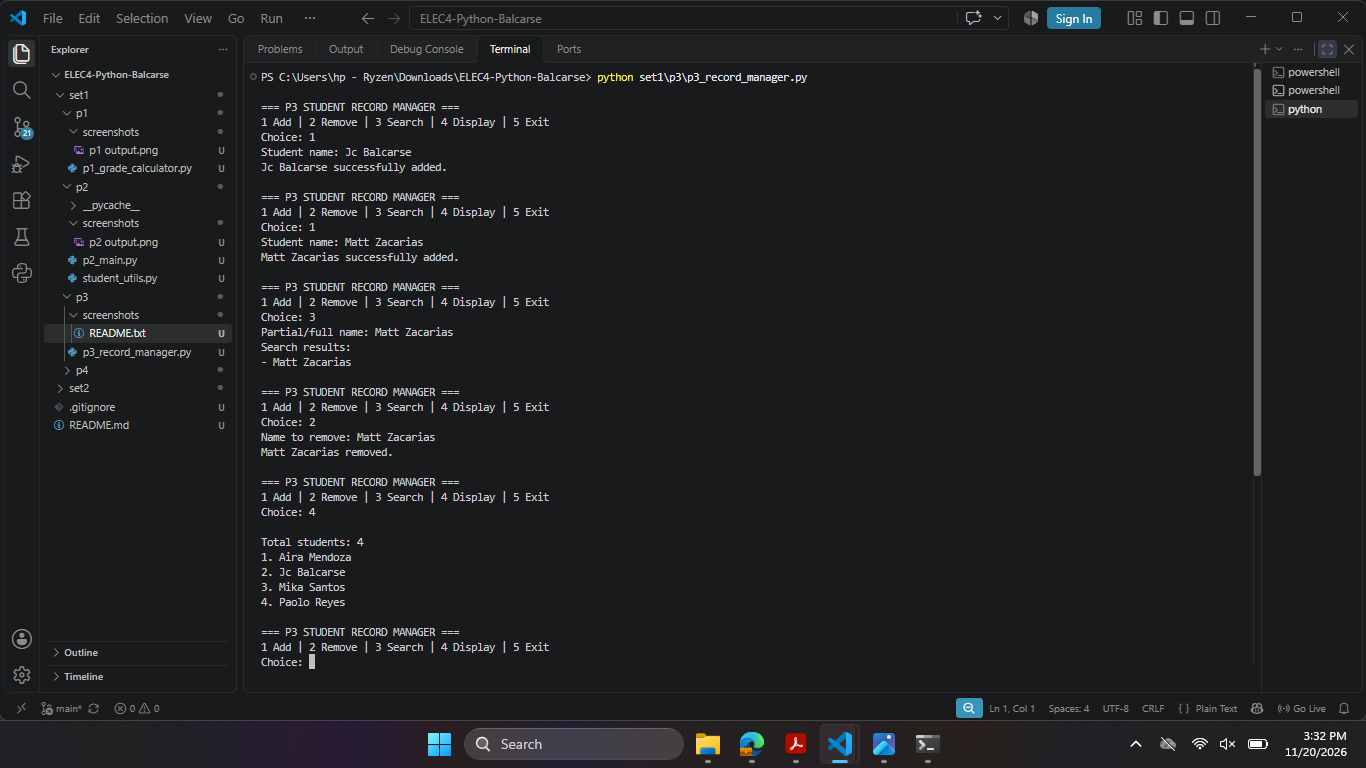 File Edit Selection View Go Run ··· ELEC4-Python-Balcarse Sign In
Explorer ···
ELEC4-Python-Balcarse
set1
p1
screenshots
p1 output.png U
p1_grade_calculator.py U
p2
__pycache__
screenshots
p2 output.png U
p2_main.py U
student_utils.py U
p3
screenshots
README.txt U
p3_record_manager.py U
p4
set2
.gitignore U
README.md U
Outline
Timeline
21
Problems Output Debug Console Terminal Ports
PS C:\Users\hp - Ryzen\Downloads\ELEC4-Python-Balcarse> python set1\p3\p3_record_manager.py
=== P3 STUDENT RECORD MANAGER ===
1 Add | 2 Remove | 3 Search | 4 Display | 5 Exit
Choice: 1
Student name: Jc Balcarse
Jc Balcarse successfully added.
=== P3 STUDENT RECORD MANAGER ===
1 Add | 2 Remove | 3 Search | 4 Display | 5 Exit
Choice: 1
Student name: Matt Zacarias
Matt Zacarias successfully added.
=== P3 STUDENT RECORD MANAGER ===
1 Add | 2 Remove | 3 Search | 4 Display | 5 Exit
Choice: 3
Partial/full name: Matt Zacarias
Search results:
- Matt Zacarias
=== P3 STUDENT RECORD MANAGER ===
1 Add | 2 Remove | 3 Search | 4 Display | 5 Exit
Choice: 2
Name to remove: Matt Zacarias
Matt Zacarias removed.
=== P3 STUDENT RECORD MANAGER ===
1 Add | 2 Remove | 3 Search | 4 Display | 5 Exit
Choice: 4
Total students: 4
1. Aira Mendoza
2. Jc Balcarse
3. Mika Santos
4. Paolo Reyes
=== P3 STUDENT RECORD MANAGER ===
1 Add | 2 Remove | 3 Search | 4 Display | 5 Exit
Choice:
powershell
powershell
python
main* 0 0 Ln 1, Col 1 Spaces: 4 UTF-8 CRLF { } Plain Text Go Live
Search
3:32 PM
11/20/2026